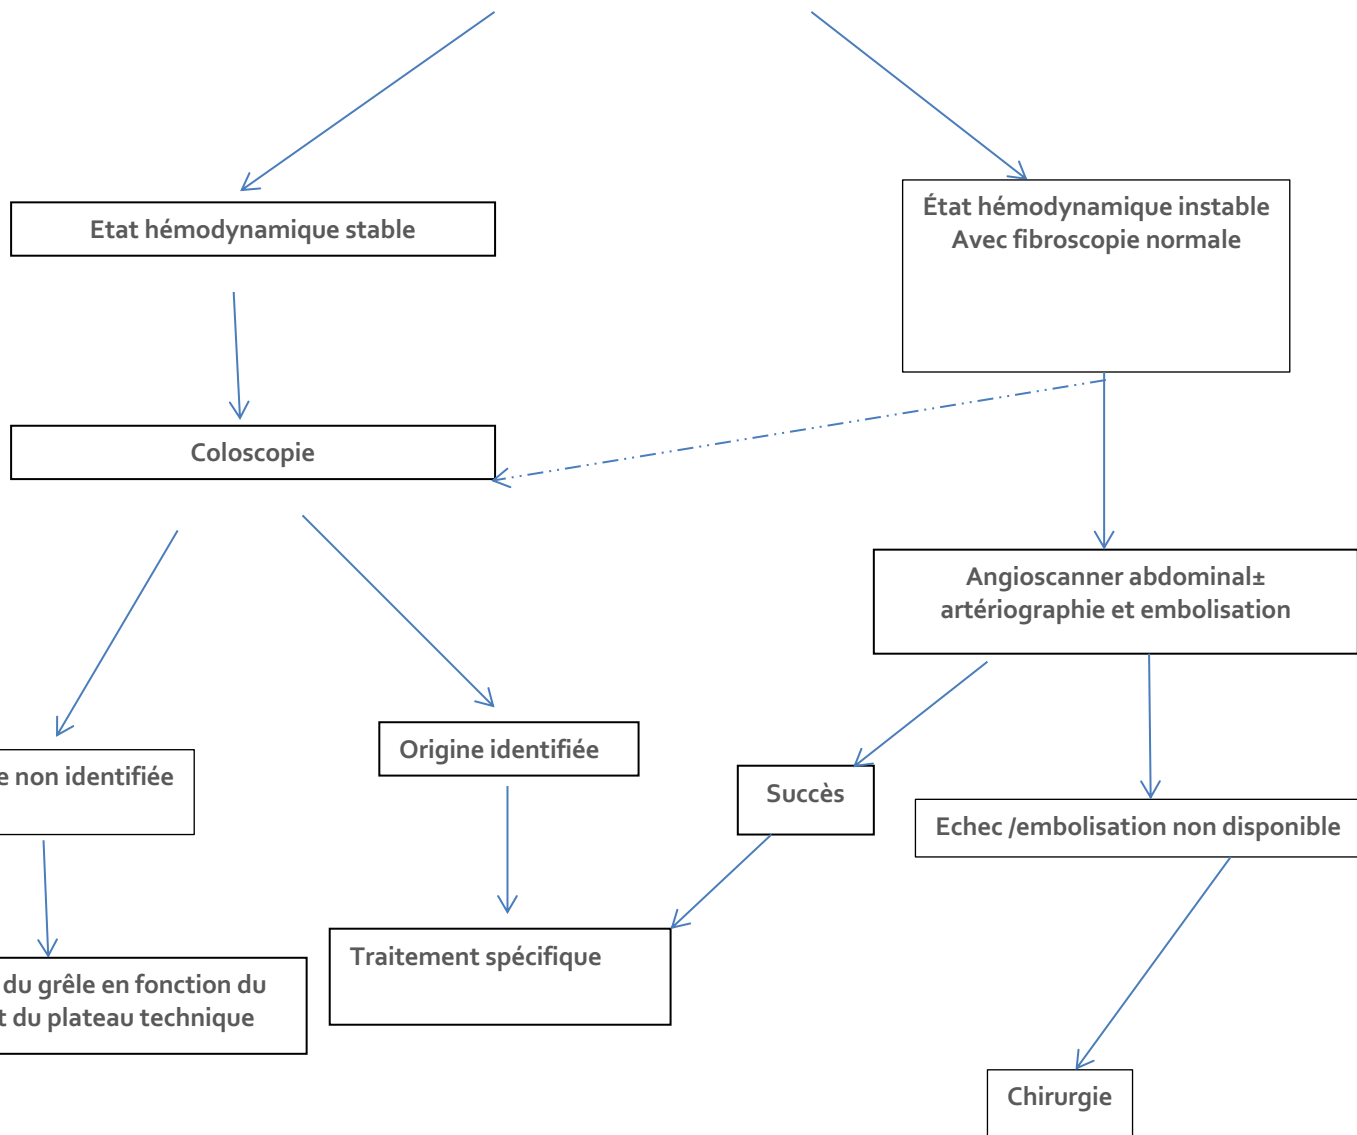 Etat hémodynamique stable
État hémodynamique instable
Avec fibroscopie normale
Coloscopie
Angioscanner abdominal±
artériographie et embolisation
Origine identifiée
e non identifiée
Succès
Echec /embolisation non disponible
Traitement spécifique
du grêle en fonction du
t du plateau technique
Chirurgie